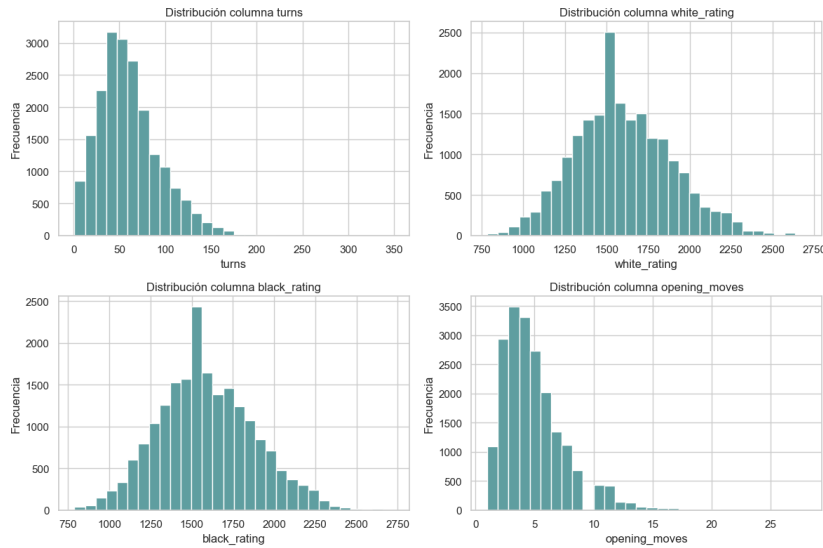 Distribución columna turns
3000
2500
2000
1500
1000
500
0
Frecuencia
0 50 100 150 200 250 300 350
turns
Distribución columna white_rating
2500
2000
1500
1000
500
0
Frecuencia
750 1000 1250 1500 1750 2000 2250 2500 2750
white_rating
Distribución columna black_rating
2500
2000
1500
1000
500
0
Frecuencia
750 1000 1250 1500 1750 2000 2250 2500 2750
black_rating
Distribución columna opening_moves
3500
3000
2500
2000
1500
1000
500
0
Frecuencia
0 5 10 15 20 25
opening_moves